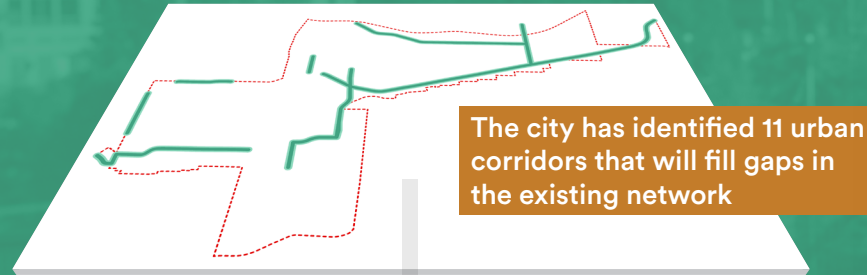 The city has identified 11 urban
corridors that will fill gaps in
the existing network